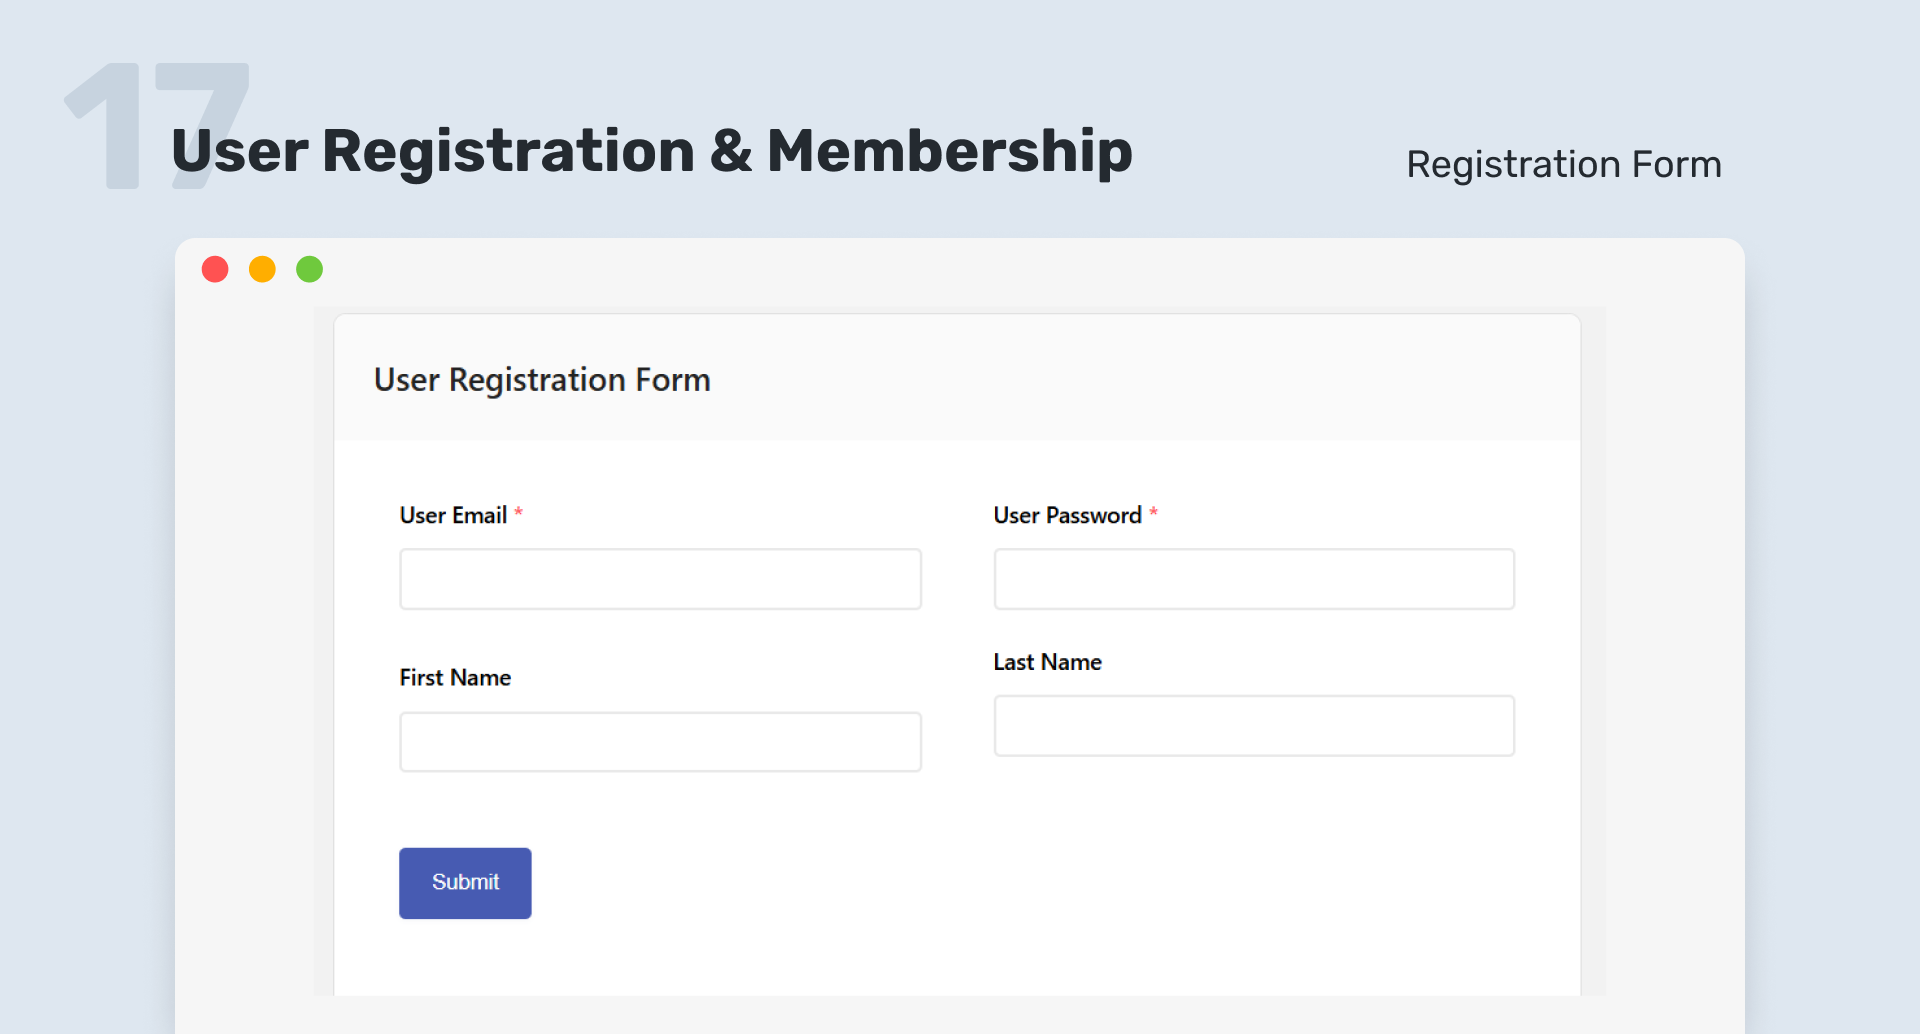 17
User Registration & Membership
Registration Form
User Registration Form
User Email *
User Password *
First Name
Last Name
Submit